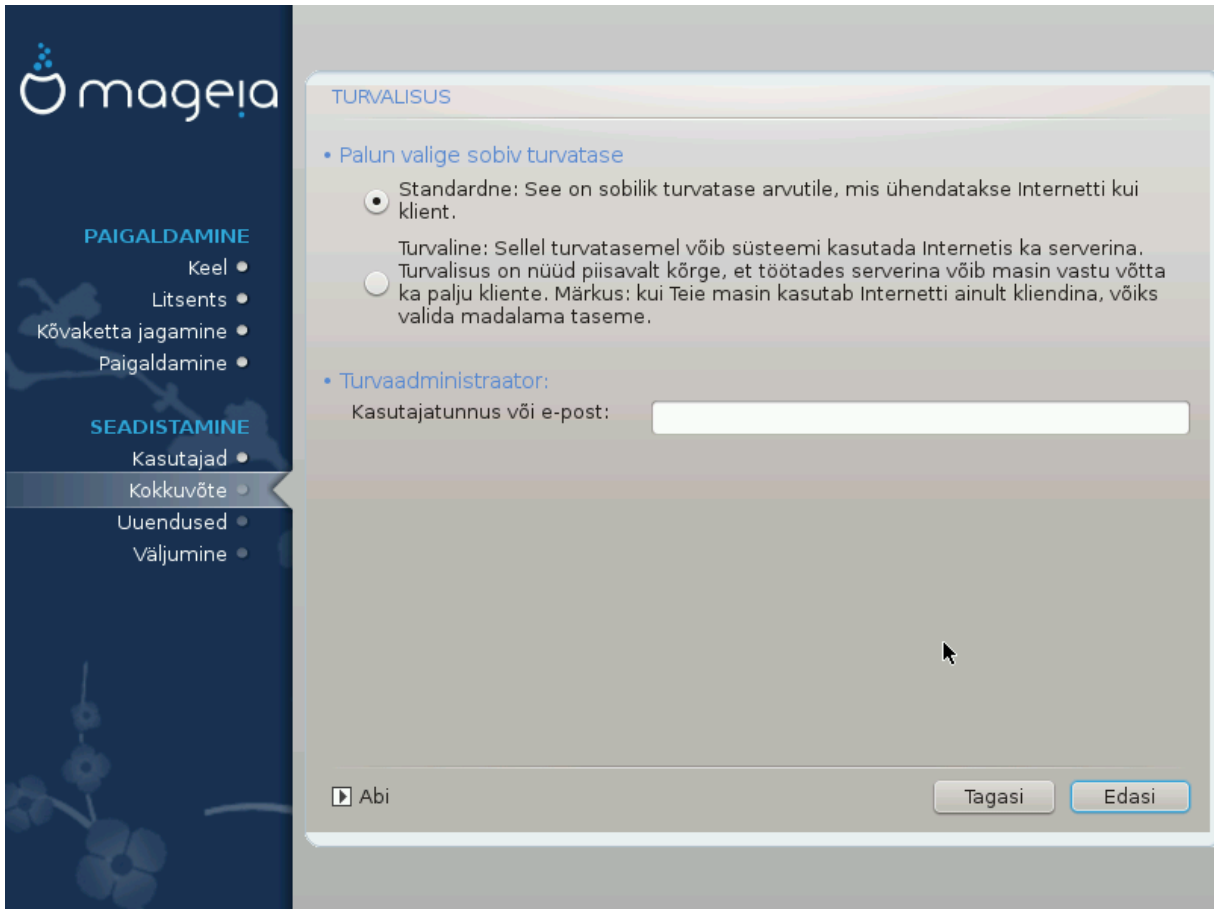 mageia
PAIGALDAMINE
Keel
Litsents
Kõvaketta jagamine
Paigaldamine
SEADISTAMINE
Kasutajad
Kokkuvõte
Uuendused
Väljumine
TURVALISUS
• Palun valige sobiv turvatase
Standardne: See on sobilik turvatase arvutile, mis ühendatakse Internetti kui
klient.
Turvaline: Sellel turvatasemel võib süsteemi kasutada Internetis ka serverina.
Turvalisus on nüüd piisavalt kõrge, et töötades serverina võib masin vastu võtta
ka palju kliente. Märkus: kui Teie masin kasutab Internetti ainult kliendina, võiks
valida madalama taseme.
• Turvaadministraator:
Kasutajatunnus või e-post:
Abi
Tagasi
Edasi